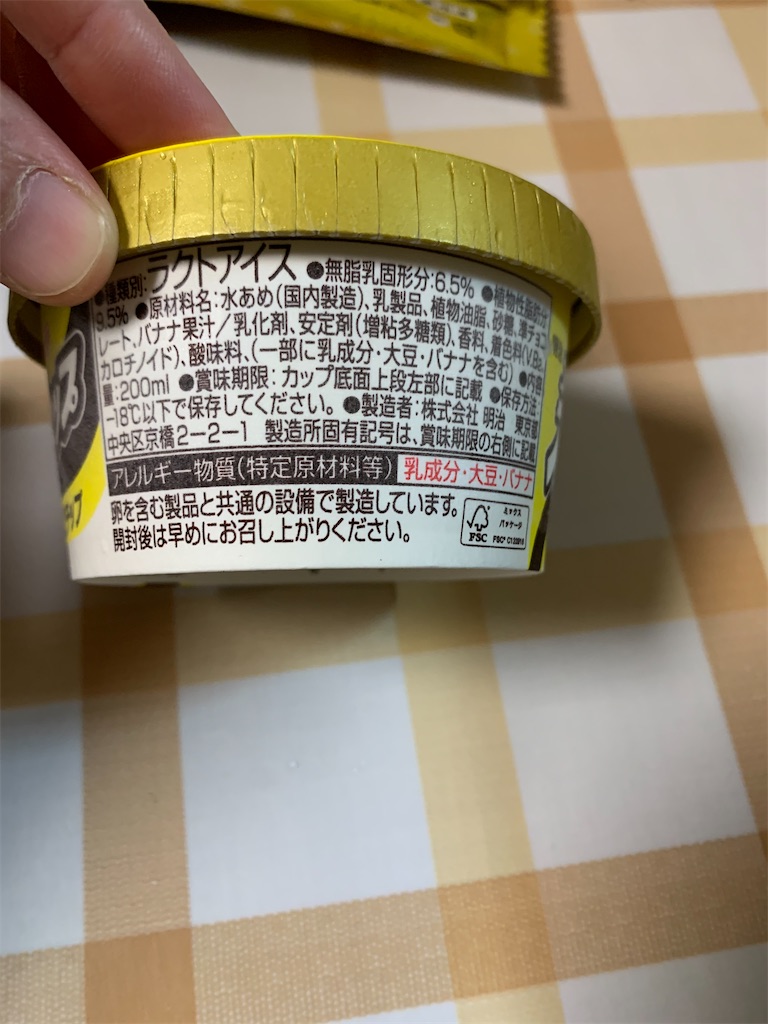 ●種類別:ラクトアイス ●無脂乳固形分:6.5% ●植物性脂肪分
9.5% ●原材料名:水あめ(国内製造)、乳製品、植物油脂、砂糖、準チョコ
レート、バナナ果汁/乳化剤、安定剤(増粘多糖類)、香料、着色料(V.B₂、
カロチノイド)、酸味料、(一部に乳成分・大豆・バナナを含む) ●内容
量:200ml ●賞味期限:カップ底面上段左部に記載 ●保存方法:
-18℃以下で保存してください。 ●製造者:株式会社 明治 東京都
中央区京橋2-2-1 製造所固有記号は、賞味期限の右側に記載
アレルギー物質(特定原材料等) 乳成分・大豆・バナナ
卵を含む製品と共通の設備で製造しています。
開封後は早めにお召し上がりください。
ミックス
パッケージ
FSC